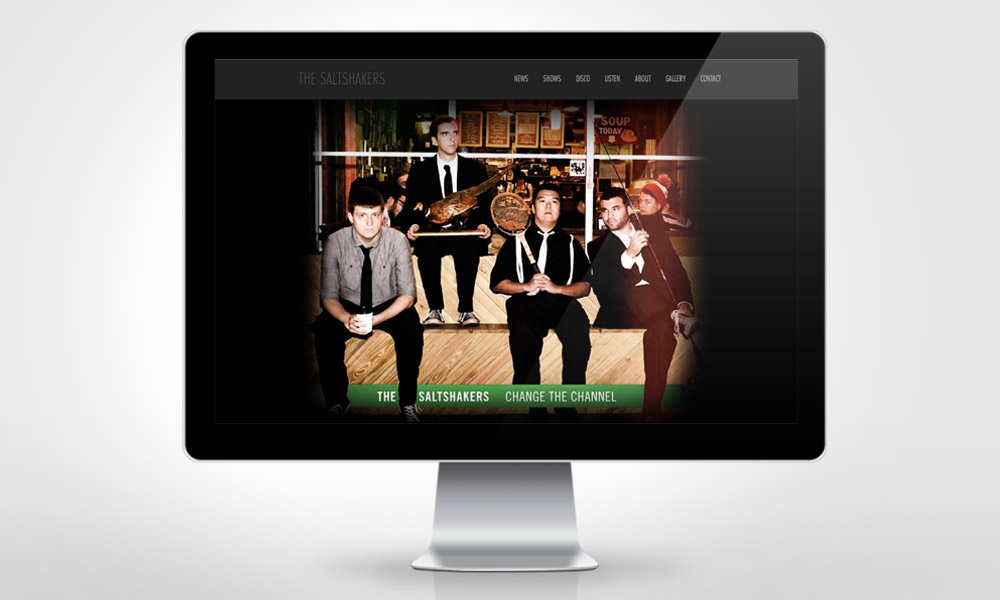 THE SALTSHAKERS
NEWS SHOWS DISCO LISTEN ABOUT GALLERY CONTACT
SOUP
TODAY
THE SALTSHAKERS CHANGE THE CHANNEL